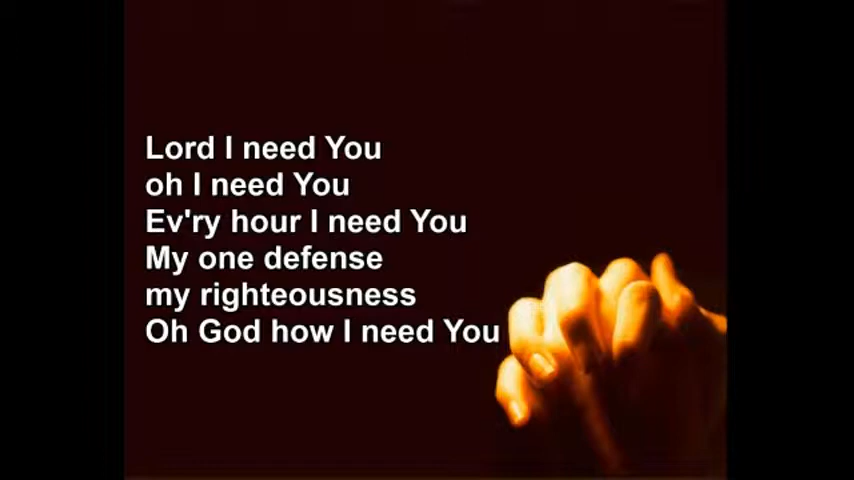 Lord I need You
oh I need You
Ev'ry hour I need You
My one defense
my righteousness
Oh God how I need You